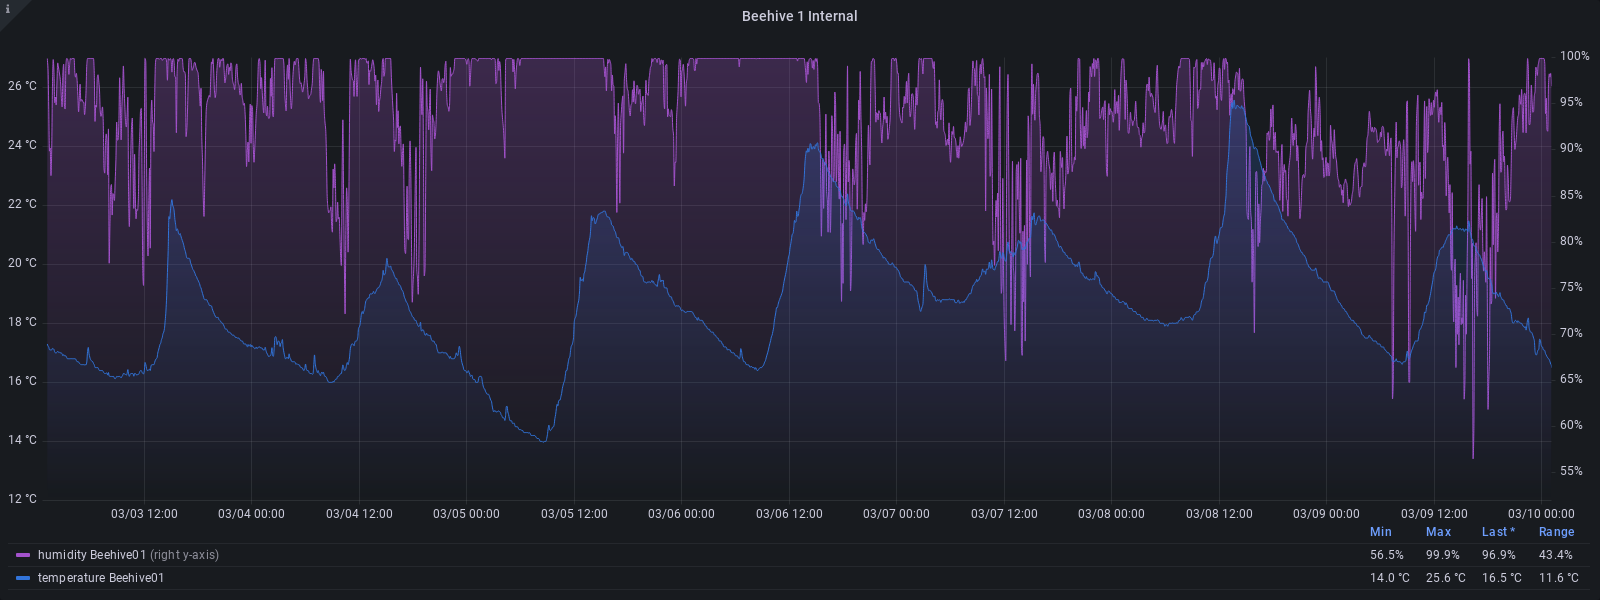 i
Beehive 1 Internal
26 °C
24 °C
22 °C
20 °C
18 °C
16 °C
14 °C
12 °C
100%
95%
90%
85%
80%
75%
70%
65%
60%
55%
03/03 12:00 03/04 00:00 03/04 12:00 03/05 00:00 03/05 12:00 03/06 00:00 03/06 12:00 03/07 00:00 03/07 12:00 03/08 00:00 03/08 12:00 03/09 00:00 03/09 12:00 03/10 00:00
Min Max Last * Range
humidity Beehive01 (right y-axis) 56.5% 99.9% 96.9% 43.4%
temperature Beehive01 14.0 °C 25.6 °C 16.5 °C 11.6 °C